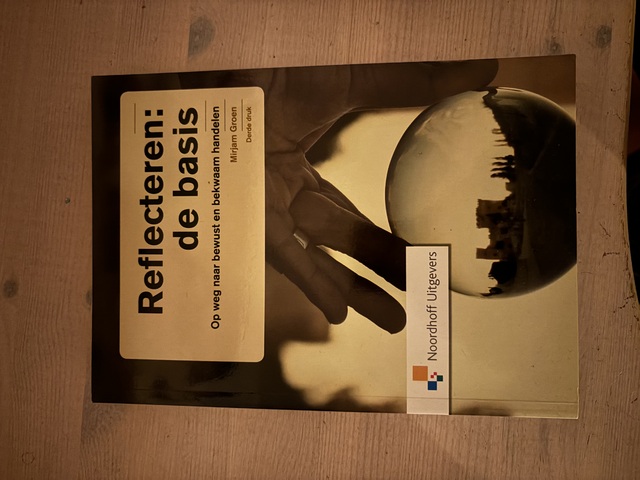 Reflecteren:
de basis
Op weg naar bewust en bekwaam handelen
Mirjam Groen
Derde druk
Noordhoff Uitgevers